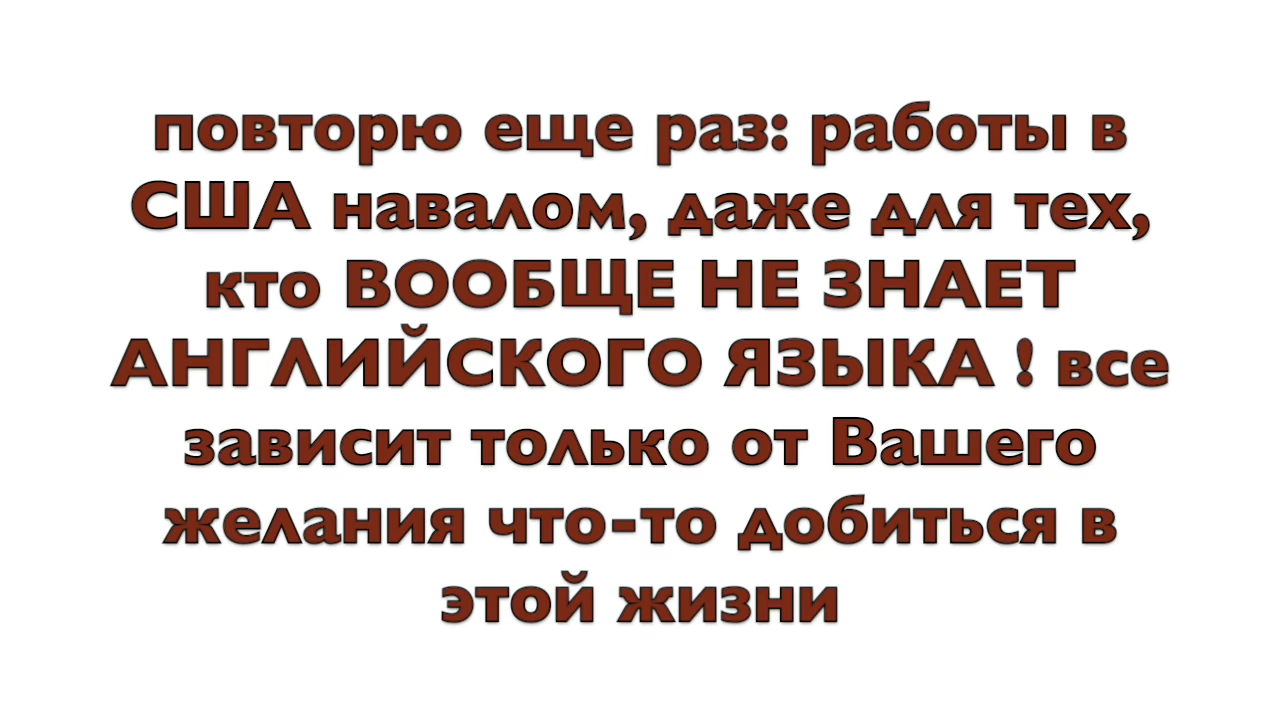 повторю еще раз: работы в
США навалом, даже для тех,
кто ВООБЩЕ НЕ ЗНАЕТ
АНГЛИЙСКОГО ЯЗЫКА ! все
зависит только от Вашего
желания что-то добиться в
этой жизни